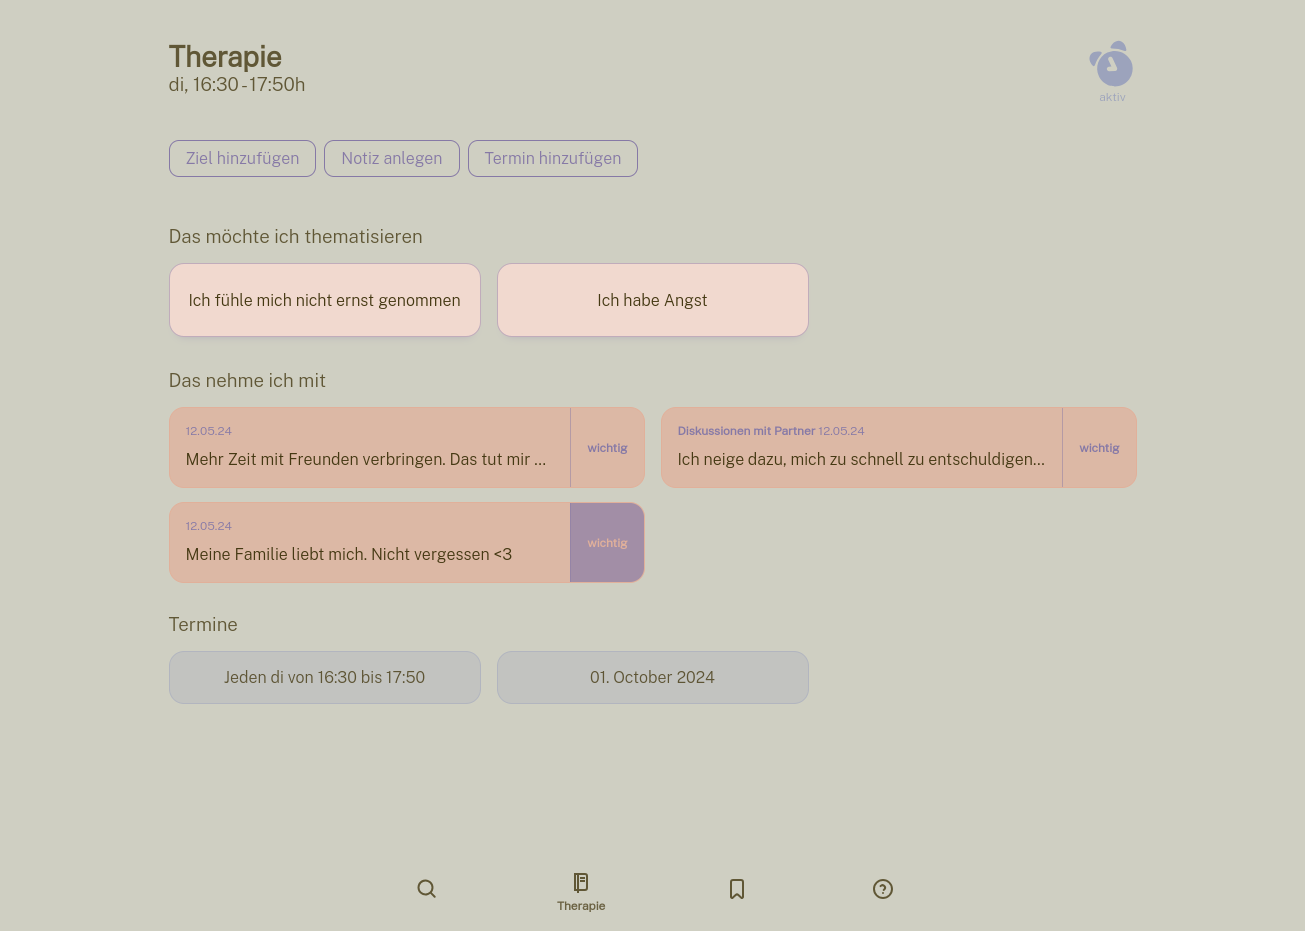 Therapie
di, 16:30 - 17:50h
aktiv
Ziel hinzufügen
Notiz anlegen
Termin hinzufügen
Das möchte ich thematisieren
Ich fühle mich nicht ernst genommen
Ich habe Angst
Das nehme ich mit
12.05.24
Mehr Zeit mit Freunden verbringen. Das tut mir ...
wichtig
Diskussionen mit Partner 12.05.24
Ich neige dazu, mich zu schnell zu entschuldigen...
wichtig
12.05.24
Meine Familie liebt mich. Nicht vergessen <3
wichtig
Termine
Jeden di von 16:30 bis 17:50
01. October 2024
Therapie